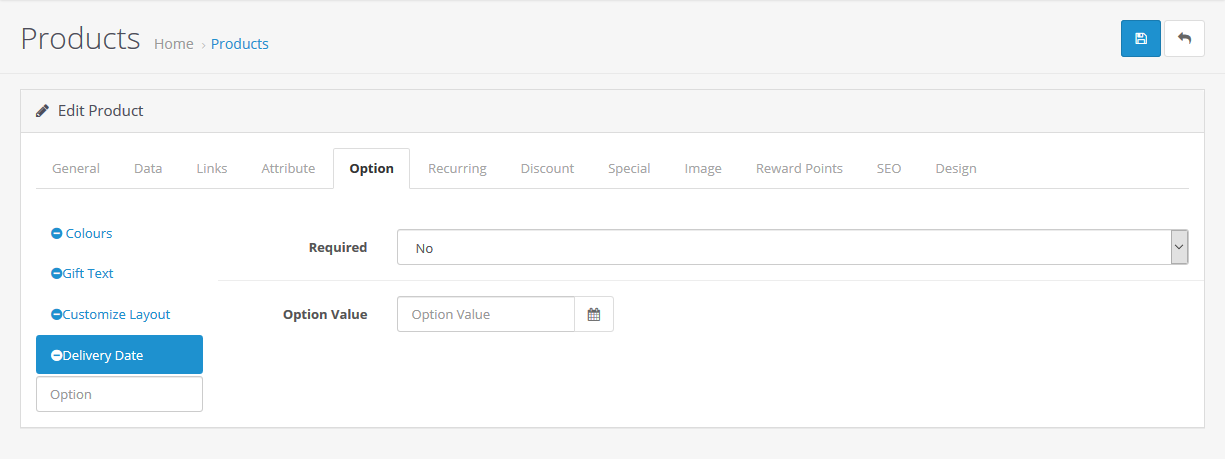 Products Home › Products
Edit Product
General Data Links Attribute Option Recurring Discount Special Image Reward Points SEO Design
Colours
Gift Text
Customize Layout
Delivery Date
Option
Required No
Option Value Option Value